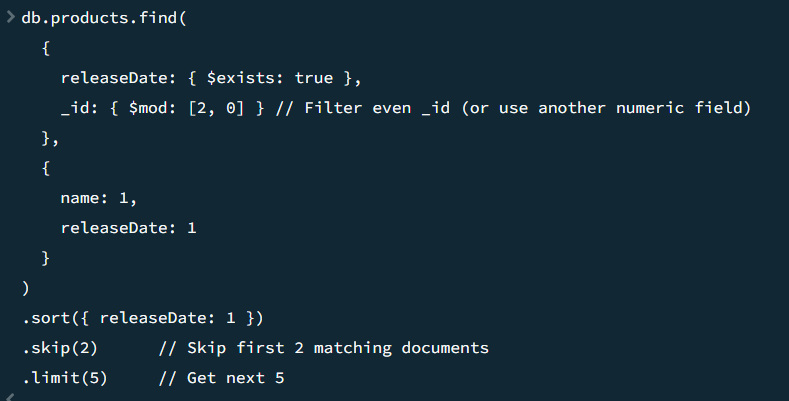 db.products.find(
  {
    releaseDate: { $exists: true },
    _id: { $mod: [2, 0] } // Filter even _id (or use another numeric field)
  },
  {
    name: 1,
    releaseDate: 1
  }
)
.sort({ releaseDate: 1 })
.skip(2)      // Skip first 2 matching documents
.limit(5)     // Get next 5